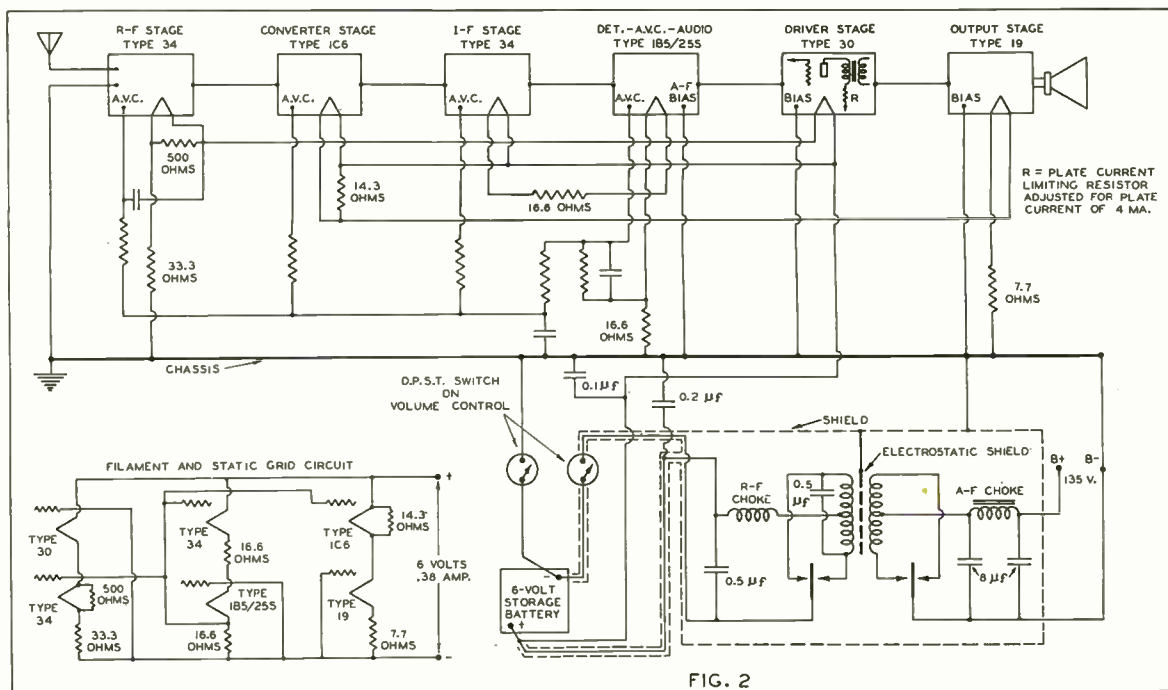 R-F STAGE
TYPE 34
CONVERTER STAGE
TYPE 1C6
I-F STAGE
TYPE 34
DET.-A.V.C.-AUDIO
TYPE 1B5/25S
DRIVER STAGE
TYPE 30
OUTPUT STAGE
TYPE 19
A.V.C.
A.V.C.
A.V.C.
A-F
BIAS
BIAS
R
BIAS
500
OHMS
14.3
OHMS
16.6 OHMS
R = PLATE CURRENT
LIMITING RESISTOR
ADJUSTED FOR PLATE
CURRENT OF 4 MA.
33.3
OHMS
16.6
OHMS
7.7
OHMS
CHASSIS
D.P.S.T. SWITCH
ON
VOLUME CONTROL
0.1 µf
0.2 µf
SHIELD
ELECTROSTATIC SHIELD
FILAMENT AND STATIC GRID CIRCUIT
R-F
CHOKE
0.5
µf
A-F CHOKE
B+
B-
135 V.
TYPE
30
TYPE
34
TYPE
1C6
14.3
OHMS
16.6
OHMS
6 VOLTS
.38 AMP.
+
-
TYPE
34
500
OHMS
TYPE
1B5/25S
TYPE
19
33.3
OHMS
16.6
OHMS
7.7
OHMS
6-VOLT
STORAGE
BATTERY
-
+
0.5 µf
8 µf
FIG. 2